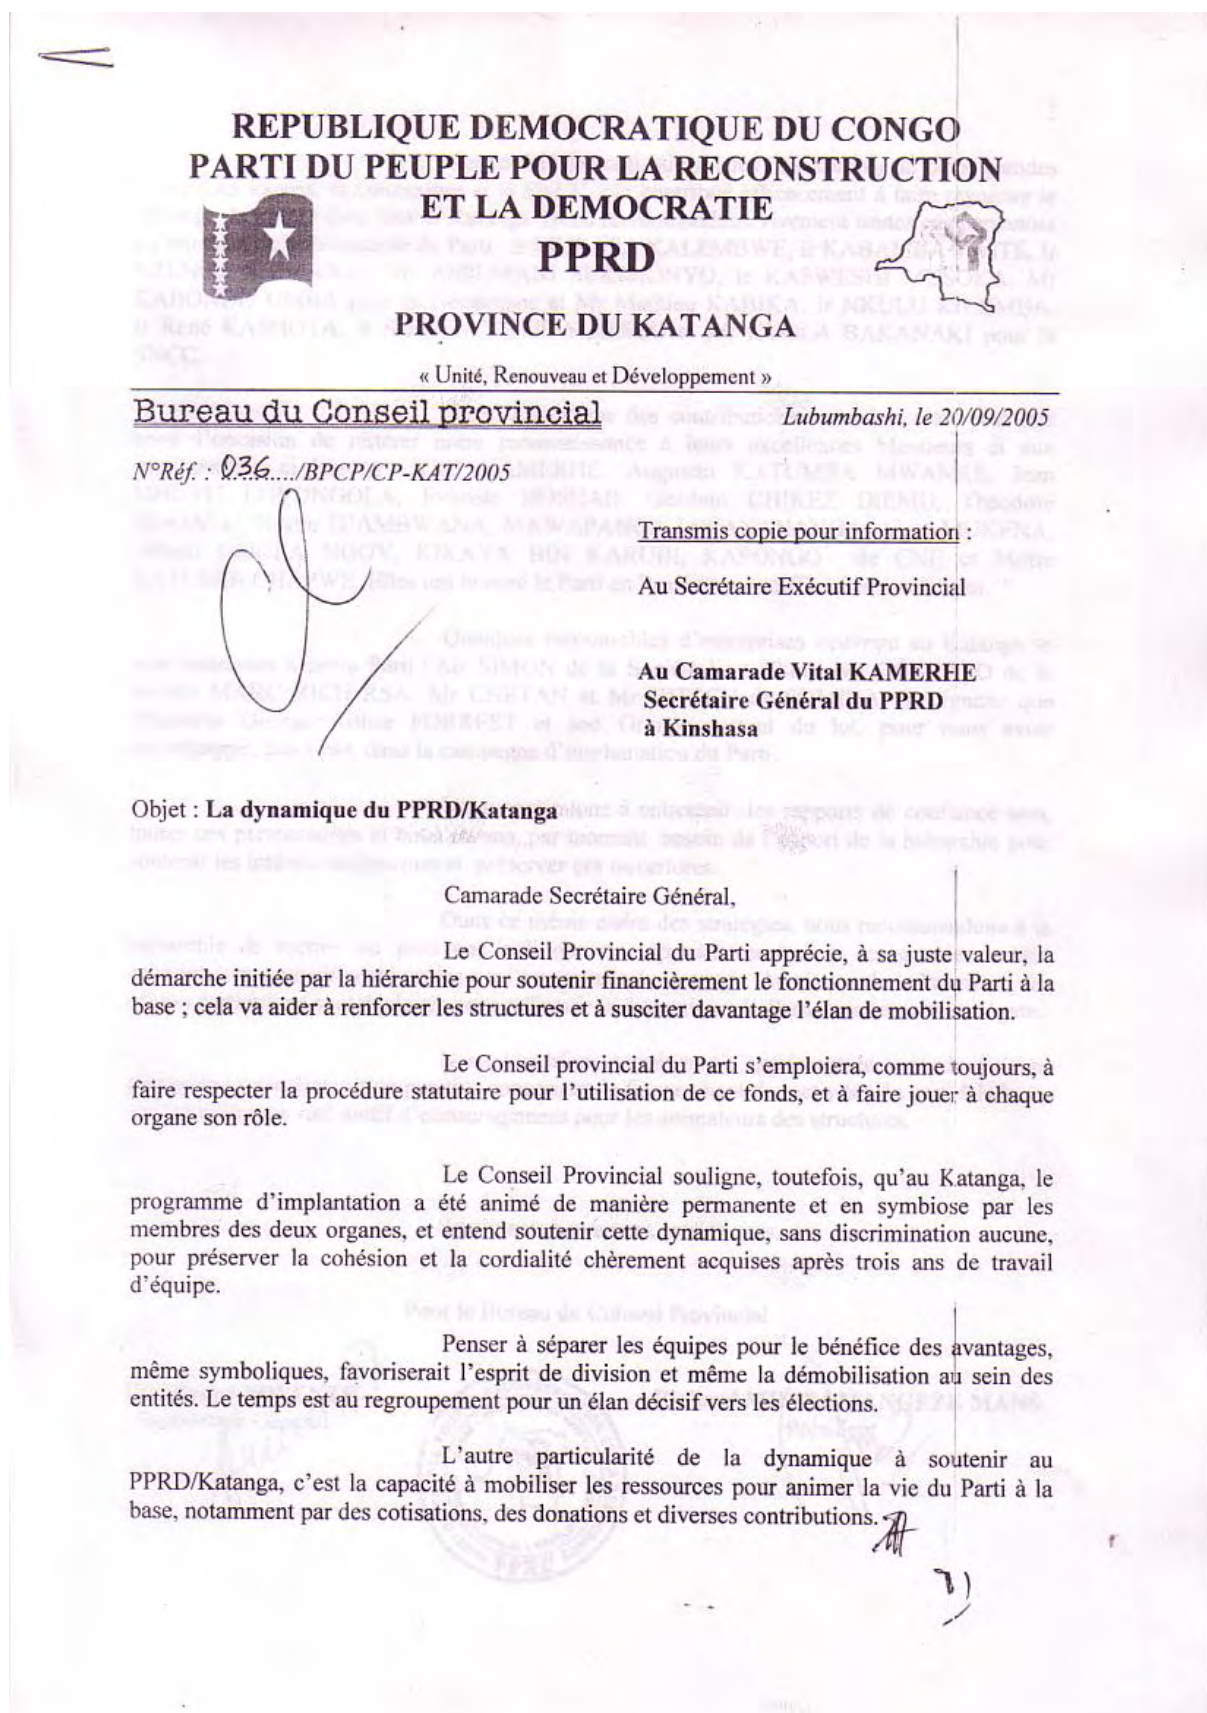 REPUBLIQUE DEMOCRATIQUE DU CONGO
PARTI DU PEUPLE POUR LA RECONSTRUCTION
ET LA DEMOCRATIE
PPRD
PROVINCE DU KATANGA
« Unité, Renouveau et Développement »
Bureau du Conseil provincial
Lubumbashi, le 20/09/2005
N°Réf. : 036..../BPCP/CP-KAT/2005
Transmis copie pour information :
Au Secrétaire Exécutif Provincial
Au Camarade Vital KAMERHE
Secrétaire Général du PPRD
à Kinshasa
Objet : La dynamique du PPRD/Katanga
Camarade Secrétaire Général,
Le Conseil Provincial du Parti apprécie, à sa juste valeur, la
démarche initiée par la hiérarchie pour soutenir financièrement le fonctionnement du Parti à la
base ; cela va aider à renforcer les structures et à susciter davantage l'élan de mobilisation.
Le Conseil provincial du Parti s'emploiera, comme toujours, à
faire respecter la procédure statutaire pour l'utilisation de ce fonds, et à faire jouer à chaque
organe son rôle.
Le Conseil Provincial souligne, toutefois, qu'au Katanga, le
programme d'implantation a été animé de manière permanente et en symbiose par les
membres des deux organes, et entend soutenir cette dynamique, sans discrimination aucune,
pour préserver la cohésion et la cordialité chèrement acquises après trois ans de travail
d'équipe.
Penser à séparer les équipes pour le bénéfice des avantages,
même symboliques, favoriserait l'esprit de division et même la démobilisation au sein des
entités. Le temps est au regroupement pour un élan décisif vers les élections.
L'autre particularité de la dynamique à soutenir au
PPRD/Katanga, c'est la capacité à mobiliser les ressources pour animer la vie du Parti à la
base, notamment par des cotisations, des donations et diverses contributions.